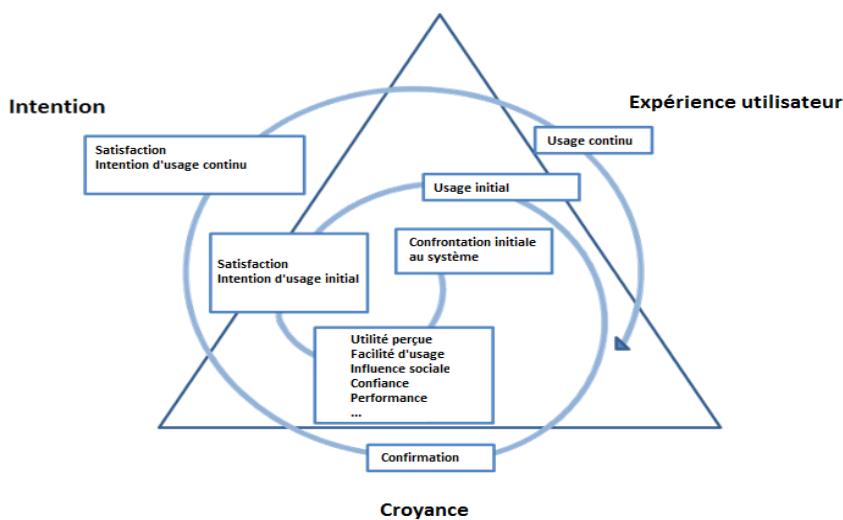 Intention
Expérience utilisateur
Satisfaction
Intention d'usage continu
Usage continu
Usage initial
Confrontation initiale
au système
Satisfaction
Intention d'usage initial
Utilité perçue
Facilité d'usage
Influence sociale
Confiance
Performance
...
Confirmation
Croyance